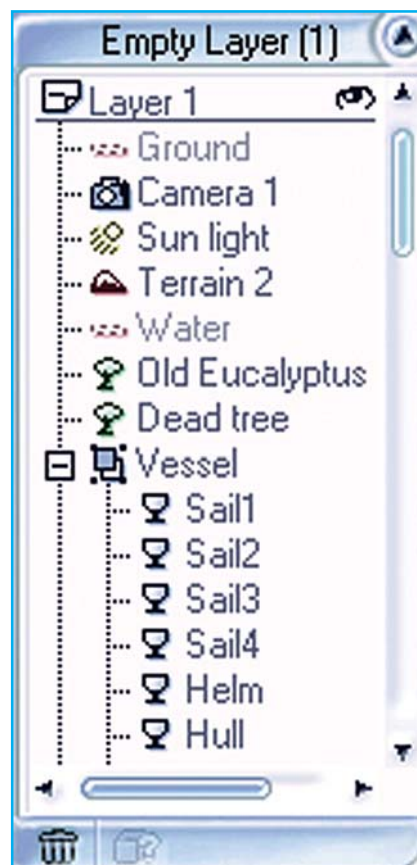 Empty Layer (1)
Layer 1
Ground
Camera 1
Sun light
Terrain 2
Water
Old Eucalyptus
Dead tree
Vessel
Sail1
Sail2
Sail3
Sail4
Helm
Hull